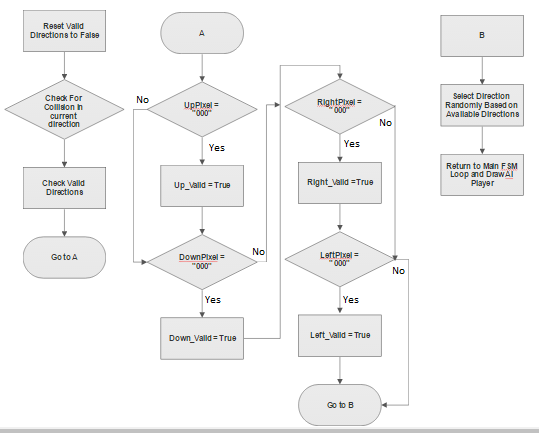 Reset Valid
Directions to False
Check For
Collision in
current
direction
Check Valid
Directions
Go to A
A
UpPixel =
"000"
No
Yes
Up_Valid = True
DownPixel =
"000"
No
Yes
Down_Valid = True
RightPixel =
"000"
No
Yes
Right_Valid = True
LeftPixel =
"000"
No
Yes
Left_Valid = True
Go to B
B
Select Direction
Randomly Based on
Available Directions
Return to Main FSM
Loop and Draw AI
Player